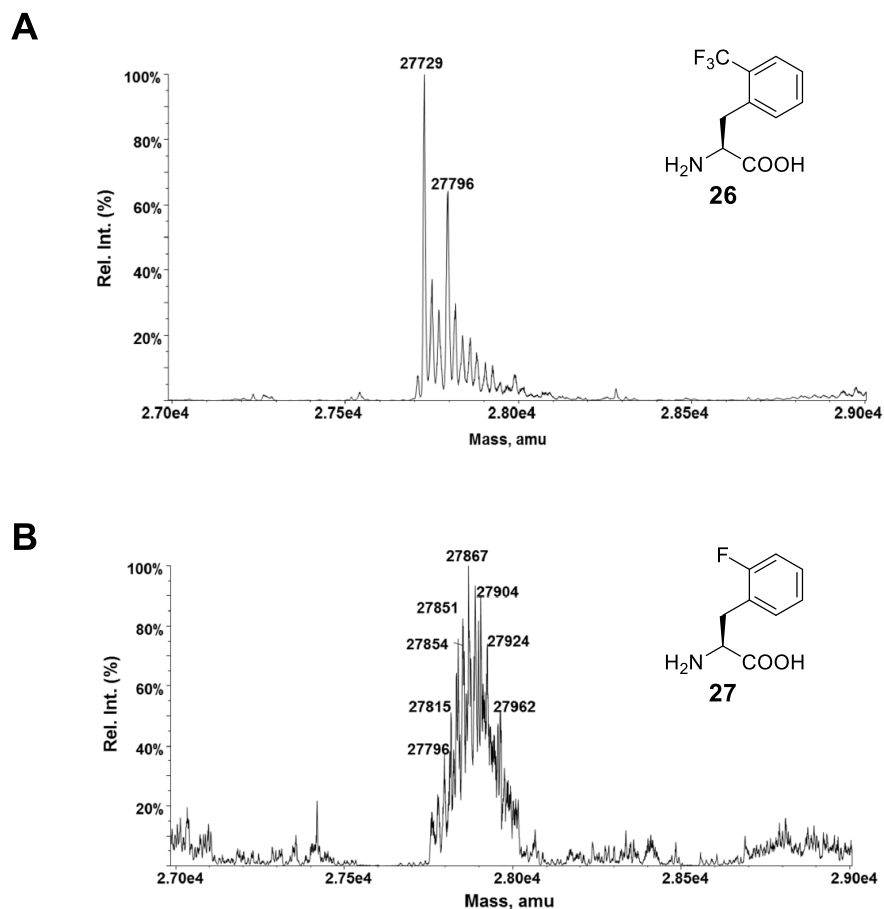 A
F3C
H2N
COOH
26
27729
27796
100%
80%
60%
40%
20%
Rel. Int. (%)
2.70e4 2.75e4 2.80e4 2.85e4 2.90e4
Mass, amu
B
F
H2N
COOH
27
27867
27904
27851
27854
27924
27815
27962
27796
100%
80%
60%
40%
20%
Rel. Int. (%)
2.70e4 2.75e4 2.80e4 2.85e4 2.90e4
Mass, amu